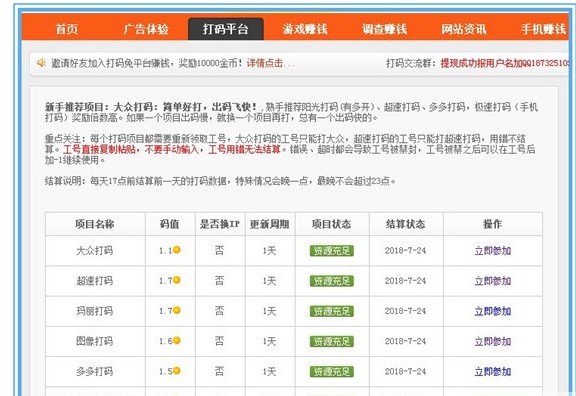 首页 广告体验 打码平台 游戏赚钱 调查赚钱 网站资讯 手机赚钱
邀请好友加入打码兔平台赚钱，奖励10000金币！详情点击... 打码交流群：提现成功报用户名加QQ18732510
新手推荐项目：大众打码：简单好打，出码飞快！,熟手推荐阳光打码(有多开)、超速打码、多多打码，极速打码（手机
打码）奖励倍数高。如果一个项目出码慢，就换一个项目再打，总有一个出码快的。
重点关注：每个打码项目都需要重新领取工号，大众打码的工号只能打大众，超速打码的工号只能打超速打码，用错不结
算。工号直接复制粘贴，不要手动输入，工号用错无法结算。错误、超时都会导致工号被禁封，工号被禁之后可以在工号后
加-1继续使用。
结算说明：每天17点前结算前一天的打码数据，特殊情况会晚一点，最晚不会超过23点。
项目名称 码值 是否换IP 更新周期 项目状态 结算状态 操作
大众打码 1.1 否 1天 资源充足 2018-7-24 立即参加
超速打码 1.7 否 1天 资源充足 2018-7-24 立即参加
玛丽打码 1.7 否 1天 资源充足 2018-7-24 立即参加
图像打码 1.6 否 1天 资源充足 2018-7-24 立即参加
多多打码 1.5 否 1天 资源充足 2018-7-24 立即参加